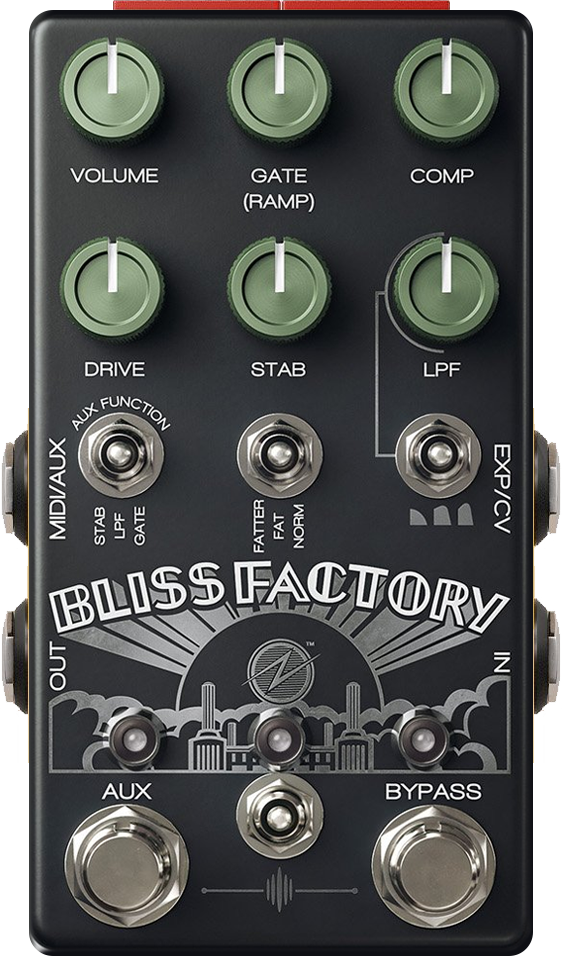 VOLUME
GATE
(RAMP)
COMP
DRIVE
STAB
LPF
AUX FUNCTION
MIDI/AUX
STAB
LPF
GATE
FATTER
FAT
NORM
EXP/CV
BLISS FACTORY
OUT
IN
TM
AUX
BYPASS